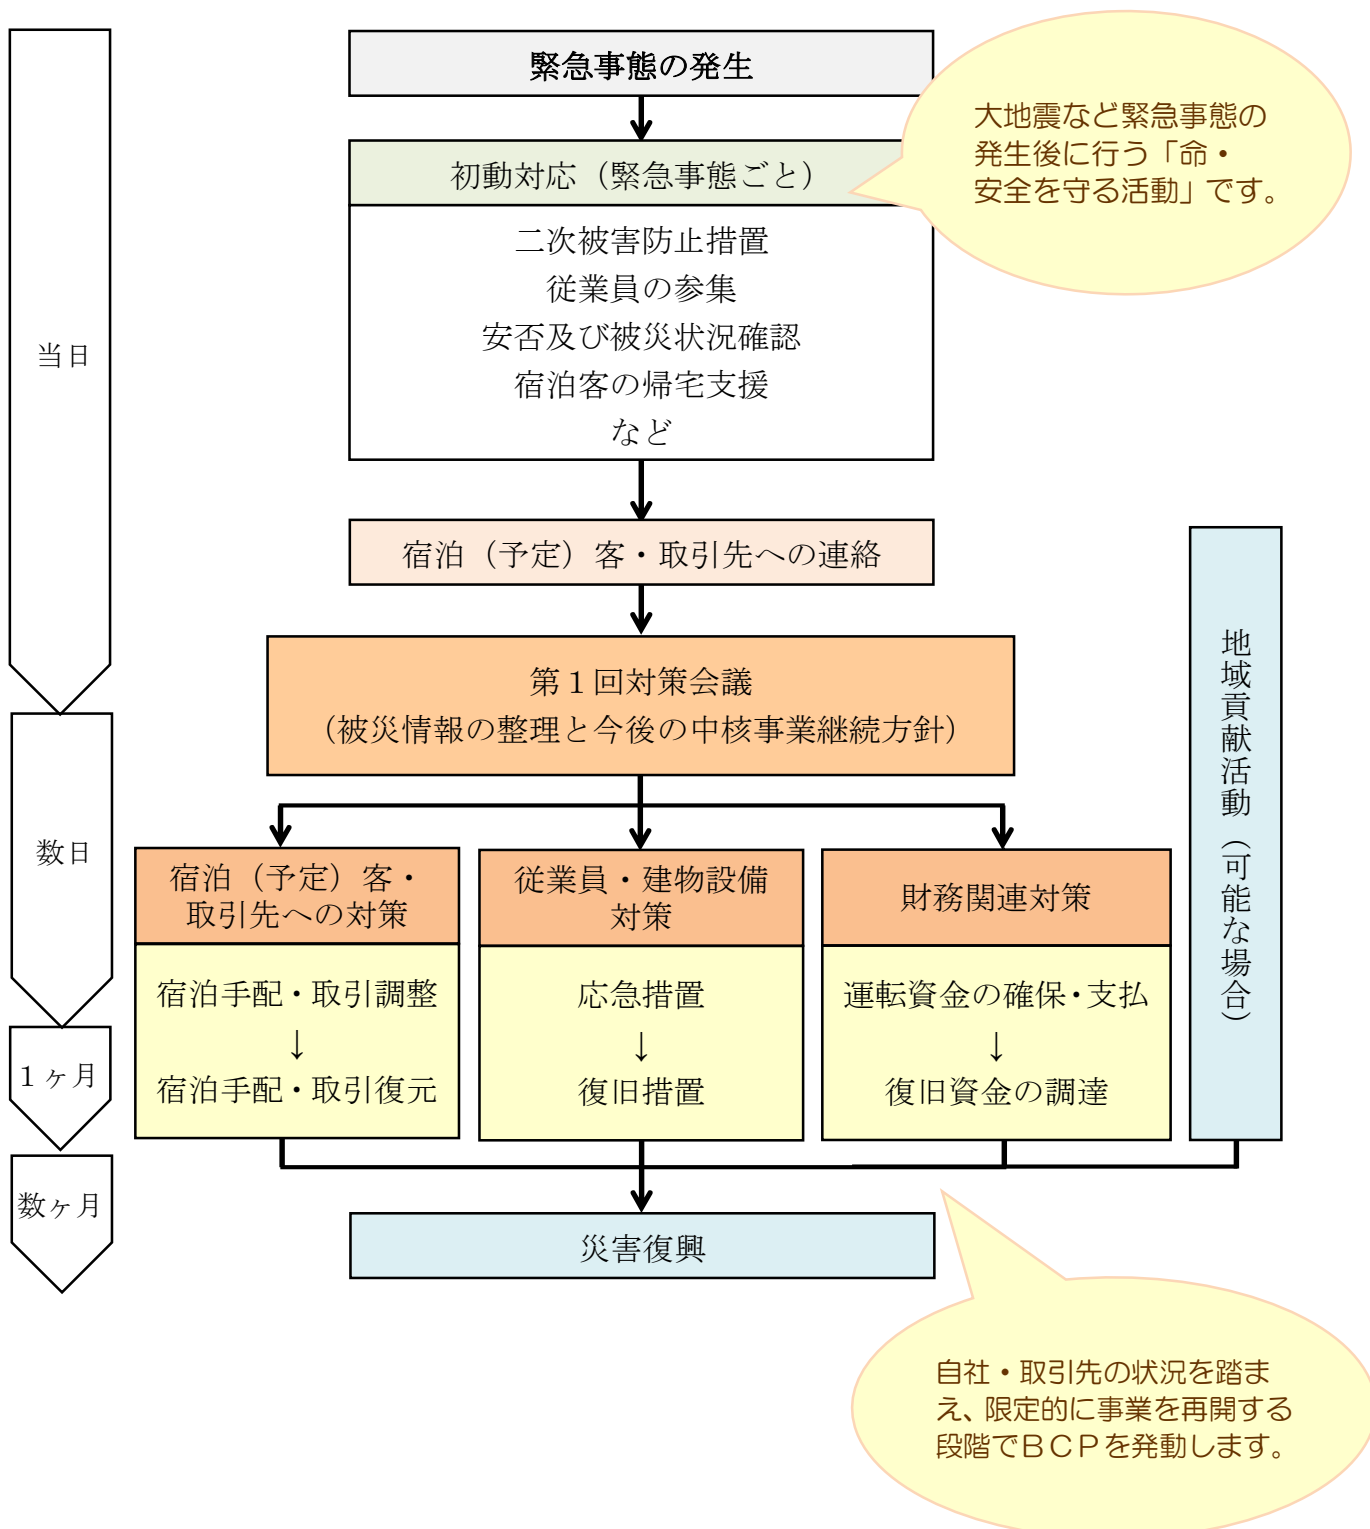 緊急事態の発生
大地震など緊急事態の
発生後に行う「命・
安全を守る活動」です。
初動対応（緊急事態ごと）
二次被害防止措置
従業員の参集
安否及び被災状況確認
宿泊客の帰宅支援
など
当日
宿泊（予定）客・取引先への連絡
第１回対策会議
（被災情報の整理と今後の中核事業継続方針）
地域貢献活動（可能な場合）
数日
宿泊（予定）客・
取引先への対策
宿泊手配・取引調整
↓
宿泊手配・取引復元
従業員・建物設備
対策
応急措置
↓
復旧措置
財務関連対策
運転資金の確保・支払
↓
復旧資金の調達
１ヶ月
数ヶ月
災害復興
自社・取引先の状況を踏ま
え、限定的に事業を再開する
段階でＢＣＰを発動します。